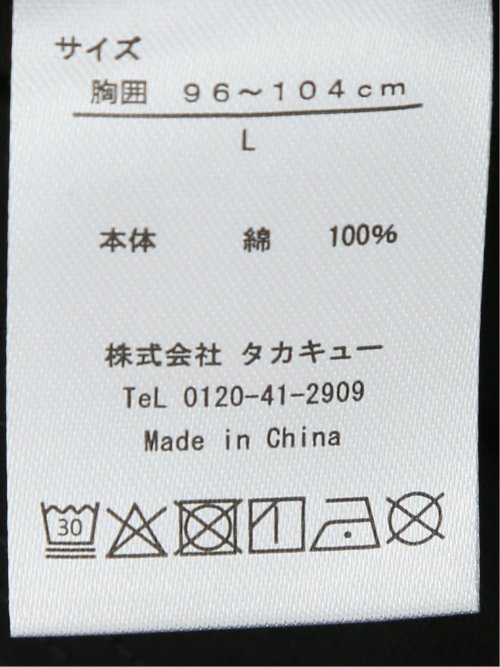 サイズ
胸囲 96～104cm
L
本体 綿 100%
株式会社 タカキュー
TeL 0120-41-2909
Made in China
30